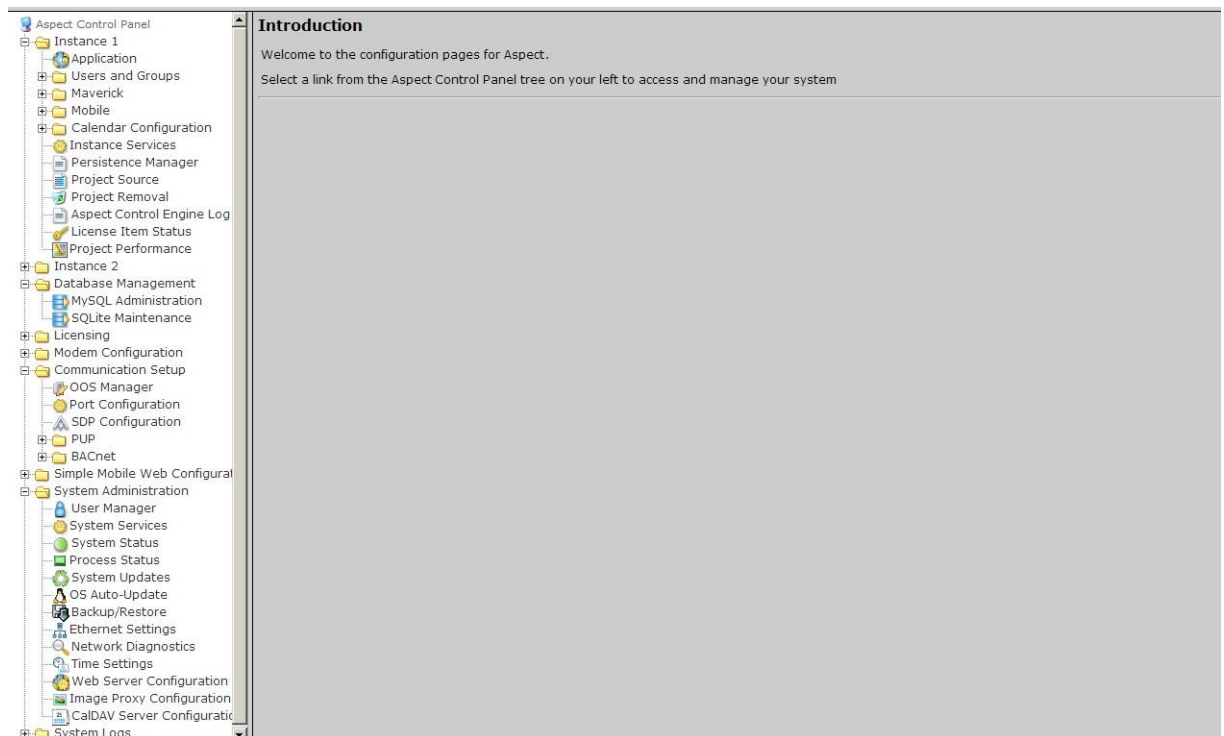 Aspect Control Panel
Instance 1
Application
Users and Groups
Maverick
Mobile
Calendar Configuration
Instance Services
Persistence Manager
Project Source
Project Removal
Aspect Control Engine Log
License Item Status
Project Performance
Instance 2
Database Management
MySQL Administration
SQLite Maintenance
Licensing
Modem Configuration
Communication Setup
OOS Manager
Port Configuration
SDP Configuration
PUP
BACnet
Simple Mobile Web Configurat
System Administration
User Manager
System Services
System Status
Process Status
System Updates
OS Auto-Update
Backup/Restore
Ethernet Settings
Network Diagnostics
Time Settings
Web Server Configuration
Image Proxy Configuration
CalDAV Server Configuratic
System Logs
Introduction
Welcome to the configuration pages for Aspect.
Select a link from the Aspect Control Panel tree on your left to access and manage your system